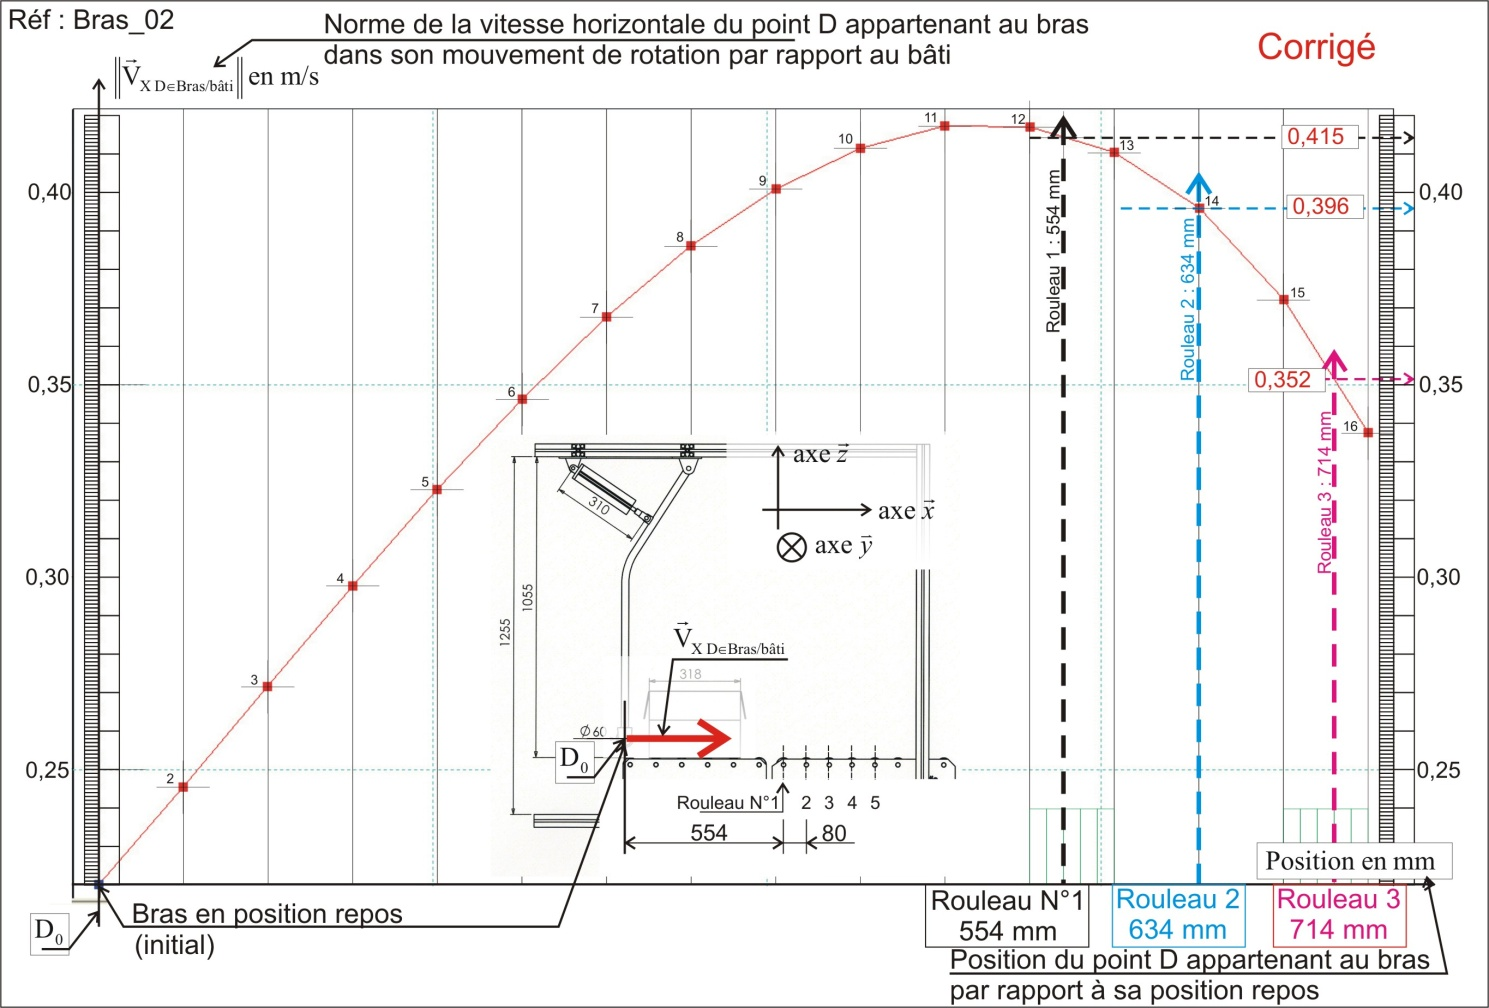 Réf : Bras_02
Norme de la vitesse horizontale du point D appartenant au bras
dans son mouvement de rotation par rapport au bâti
Corrigé
‖V⃗ X D∈Bras/bâti‖ en m/s
0,40
0,35
0,30
0,25
2
3
4
5
6
7
8
9
10
11
12
13
14
15
16
0,415
0,396
0,352
0,40
0,35
0,30
0,25
Rouleau 1 : 554 mm
Rouleau 2 : 634 mm
Rouleau 3 : 714 mm
axe z⃗
axe x⃗
axe y⃗
310
1055
1255
V⃗ X D∈Bras/bâti
318
Ø 60
D0
Rouleau N°1 2 3 4 5
554
80
Position en mm
D0
Bras en position repos
(initial)
Rouleau N°1
554 mm
Rouleau 2
634 mm
Rouleau 3
714 mm
Position du point D appartenant au bras
par rapport à sa position repos